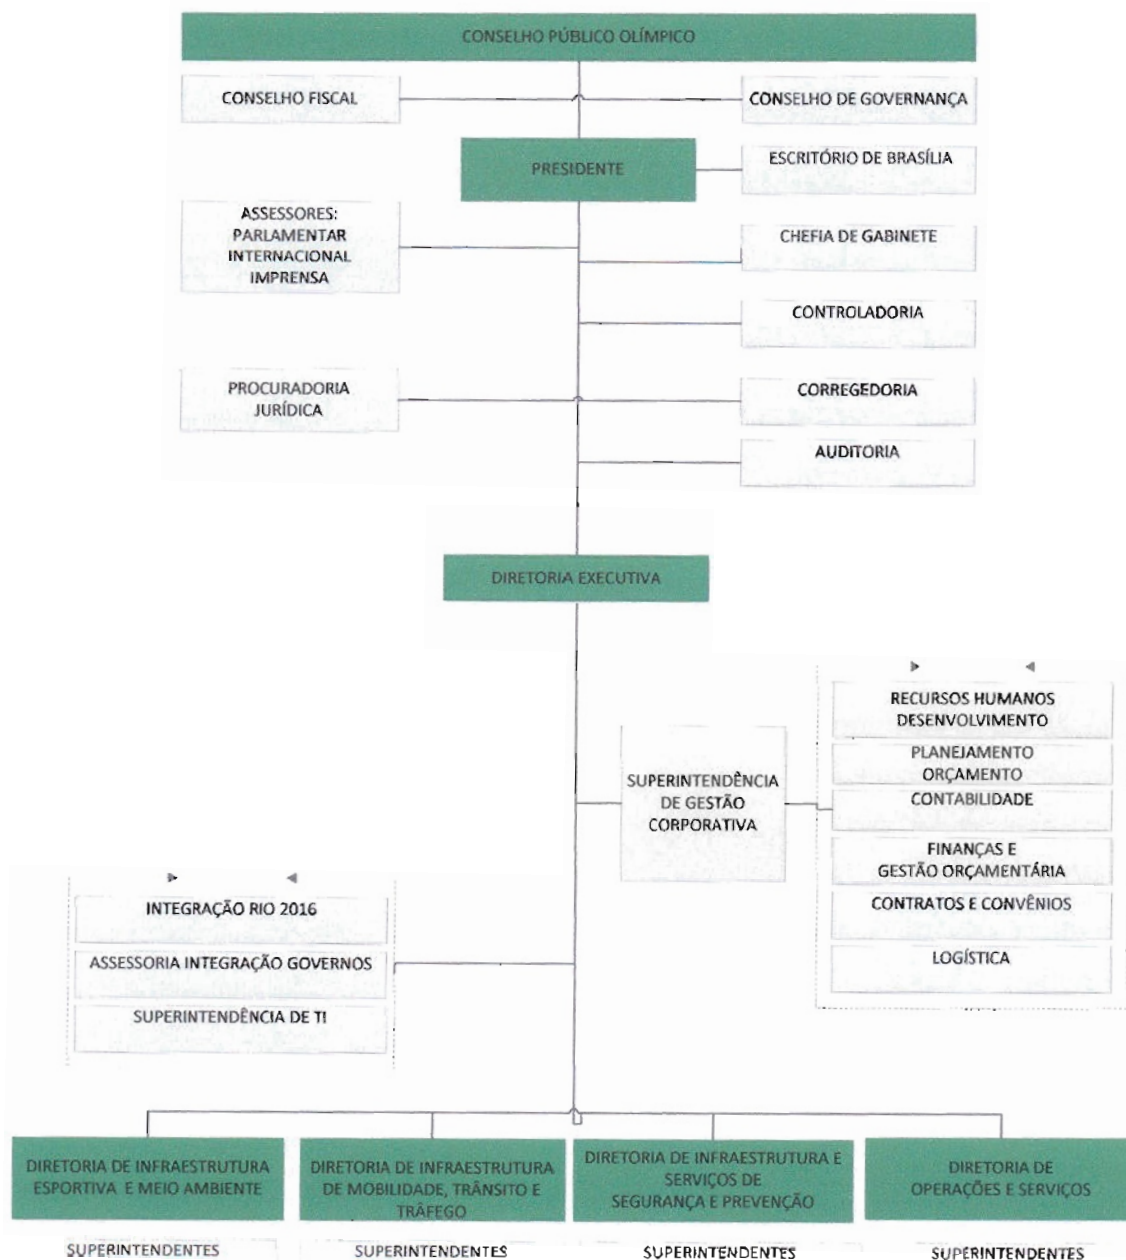 CONSELHO PÚBLICO OLÍMPICO
CONSELHO FISCAL
CONSELHO DE GOVERNANÇA
PRESIDENTE
ESCRITÓRIO DE BRASÍLIA
ASSESSORES:
PARLAMENTAR
INTERNACIONAL
IMPRENSA
CHEFIA DE GABINETE
CONTROLADORIA
PROCURADORIA
JURÍDICA
CORREGEDORIA
AUDITORIA
DIRETORIA EXECUTIVA
SUPERINTENDÊNCIA
DE GESTÃO
CORPORATIVA
RECURSOS HUMANOS
DESENVOLVIMENTO
PLANEJAMENTO
ORÇAMENTO
CONTABILIDADE
FINANÇAS E
GESTÃO ORÇAMENTÁRIA
CONTRATOS E CONVÊNIOS
LOGÍSTICA
INTEGRAÇÃO RIO 2016
ASSESSORIA INTEGRAÇÃO GOVERNOS
SUPERINTENDÊNCIA DE TI
DIRETORIA DE INFRAESTRUTURA
ESPORTIVA E MEIO AMBIENTE
DIRETORIA DE INFRAESTRUTURA
DE MOBILIDADE, TRÂNSITO E
TRÂFEGO
DIRETORIA DE INFRAESTRUTURA E
SERVIÇOS DE
SEGURANÇA E PREVENÇÃO
DIRETORIA DE
OPERAÇÕES E SERVIÇOS
SUPERINTENDENTES
SUPERINTENDENTES
SUPERINTENDENTES
SUPERINTENDENTES